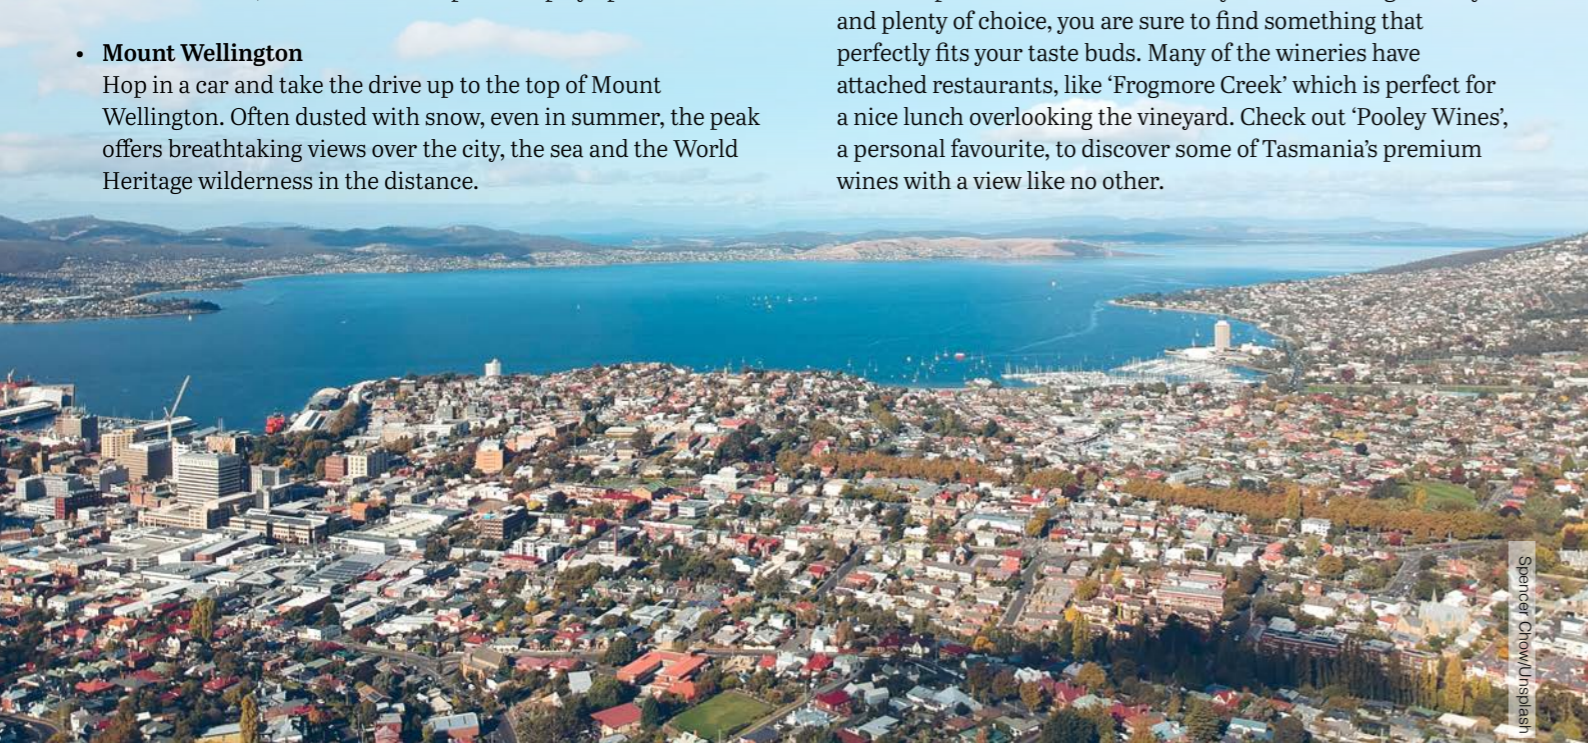 • Mount Wellington
Hop in a car and take the drive up to the top of Mount
Wellington. Often dusted with snow, even in summer, the peak
offers breathtaking views over the city, the sea and the World
Heritage wilderness in the distance.
and plenty of choice, you are sure to find something that
perfectly fits your taste buds. Many of the wineries have
attached restaurants, like ‘Frogmore Creek’ which is perfect for
a nice lunch overlooking the vineyard. Check out ‘Pooley Wines’,
a personal favourite, to discover some of Tasmania’s premium
wines with a view like no other.
Spencer Chow/Unsplash